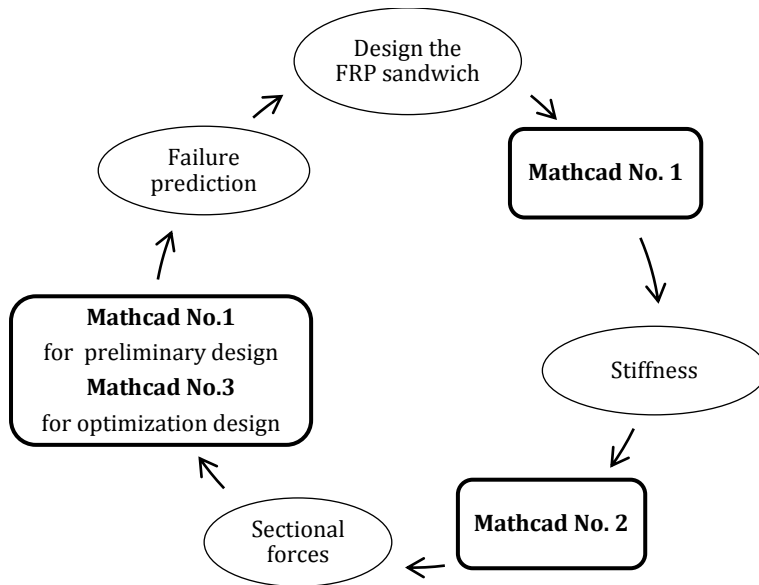 Design the
FRP sandwich
Mathcad No. 1
Stiffness
Mathcad No. 2
Sectional
forces
Mathcad No.1
for preliminary design
Mathcad No.3
for optimization design
Failure
prediction